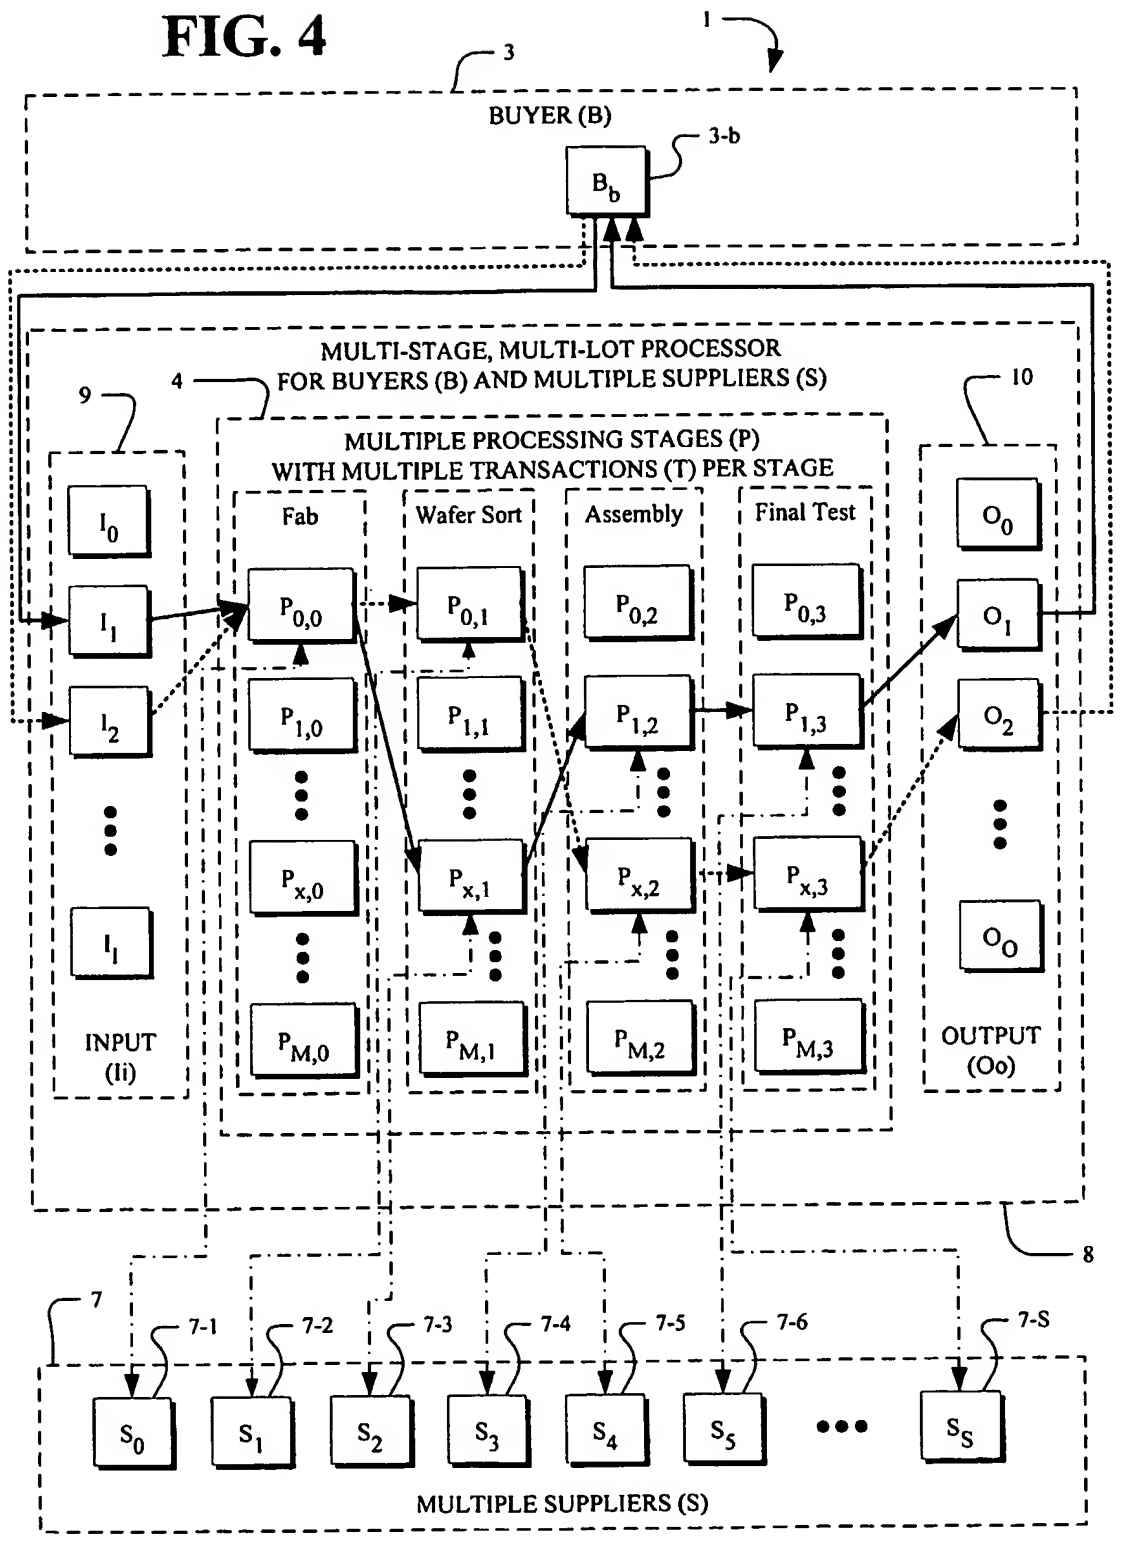 FIG. 4
1
3
BUYER (B)
3-b
Bb
MULTI-STAGE, MULTI-LOT PROCESSOR
FOR BUYERS (B) AND MULTIPLE SUPPLIERS (S)
4
9
10
MULTIPLE PROCESSING STAGES (P)
WITH MULTIPLE TRANSACTIONS (T) PER STAGE
Fab
Wafer Sort
Assembly
Final Test
I0
O0
I1
P0,0
P0,1
P0,2
P0,3
O1
I2
P1,0
P1,1
P1,2
P1,3
O2
Px,0
Px,1
Px,2
Px,3
II
OO
PM,0
PM,1
PM,2
PM,3
INPUT
(Ii)
OUTPUT
(Oo)
8
7
7-1
7-2
7-3
7-4
7-5
7-6
7-S
S0
S1
S2
S3
S4
S5
SS
MULTIPLE SUPPLIERS (S)